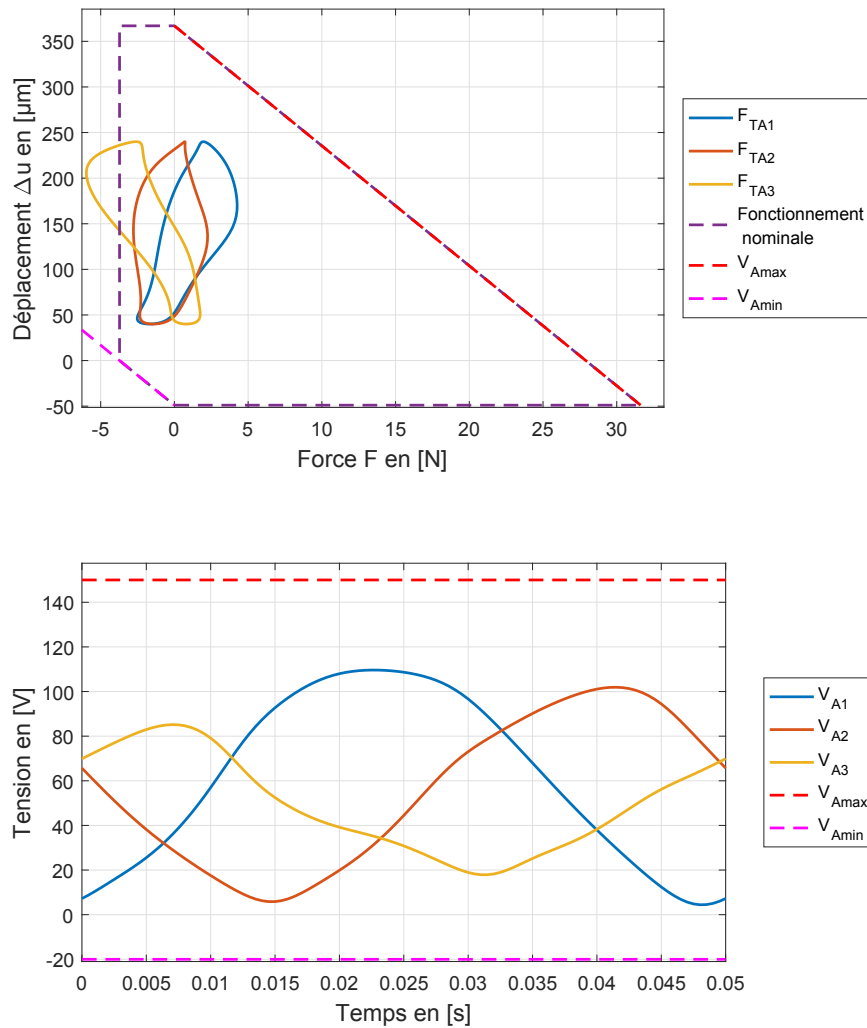 Déplacement Δu en [µm]
350
300
250
200
150
100
50
0
-50
-5
0
5
10
15
20
25
30
Force F en [N]
F_TA1
F_TA2
F_TA3
Fonctionnement
nominale
V_Amax
V_Amin
Tension en [V]
140
120
100
80
60
40
20
0
-20
0
0.005
0.01
0.015
0.02
0.025
0.03
0.035
0.04
0.045
0.05
Temps en [s]
V_A1
V_A2
V_A3
V_Amax
V_Amin